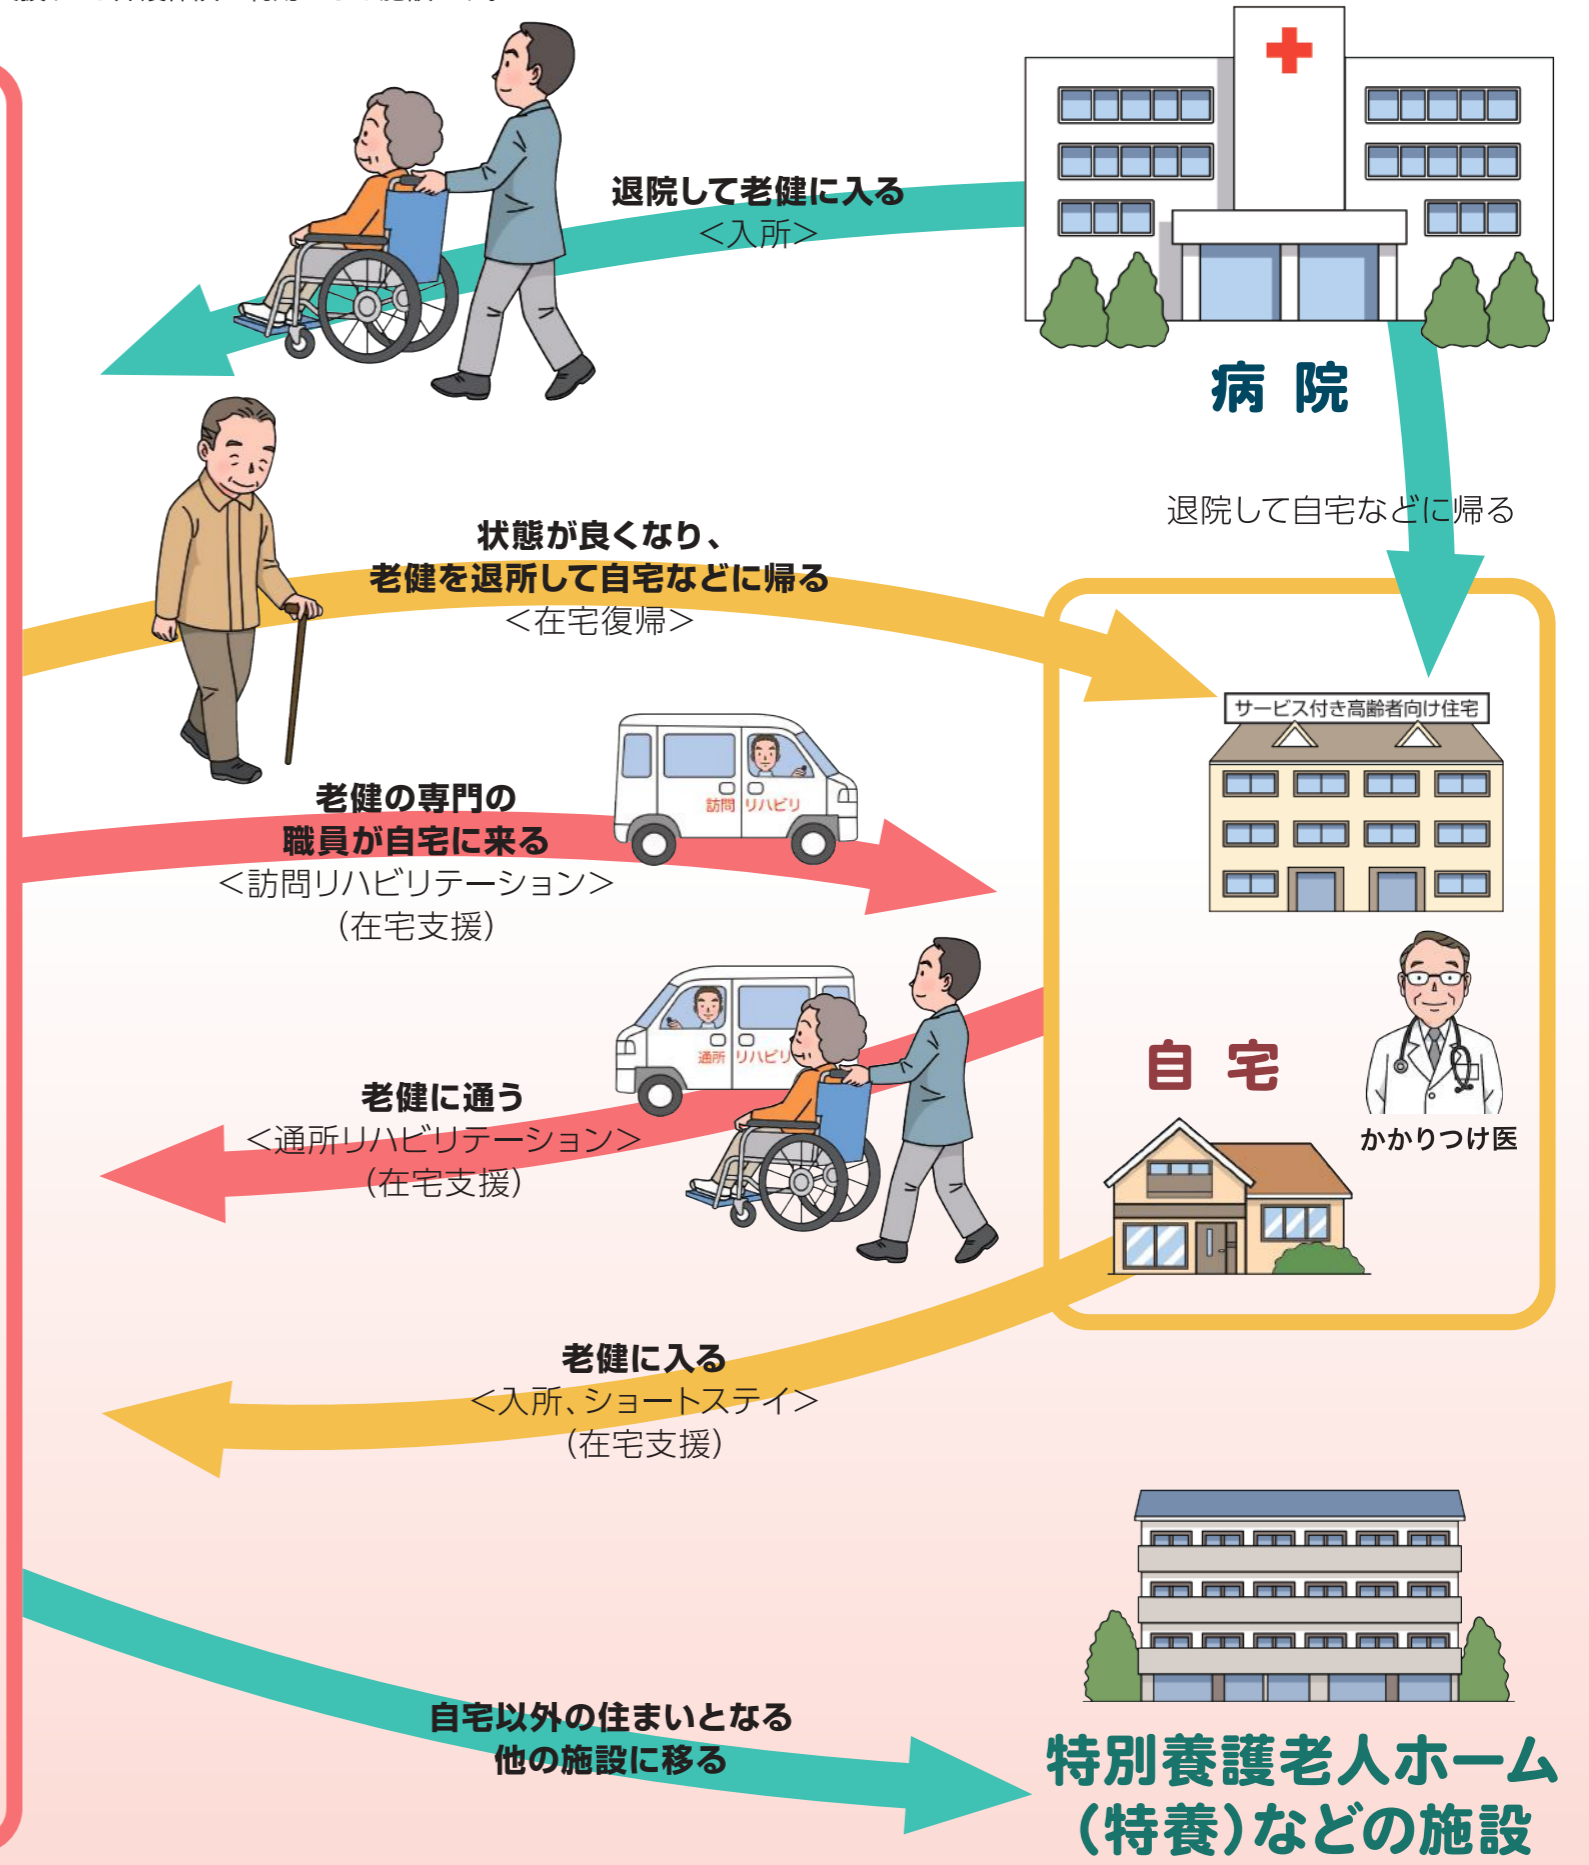 退院して老健に入る
<入所>
病院
退院して自宅などに帰る
状態が良くなり、
老健を退所して自宅などに帰る
<在宅復帰>
サービス付き高齢者向け住宅
老健の専門の
職員が自宅に来る
<訪問リハビリテーション>
(在宅支援)
訪問 リハビリ
通所 リハビリ
自宅
かかりつけ医
老健に通う
<通所リハビリテーション>
(在宅支援)
老健に入る
<入所、ショートステイ>
(在宅支援)
自宅以外の住まいとなる
他の施設に移る
特別養護老人ホーム
(特養)などの施設